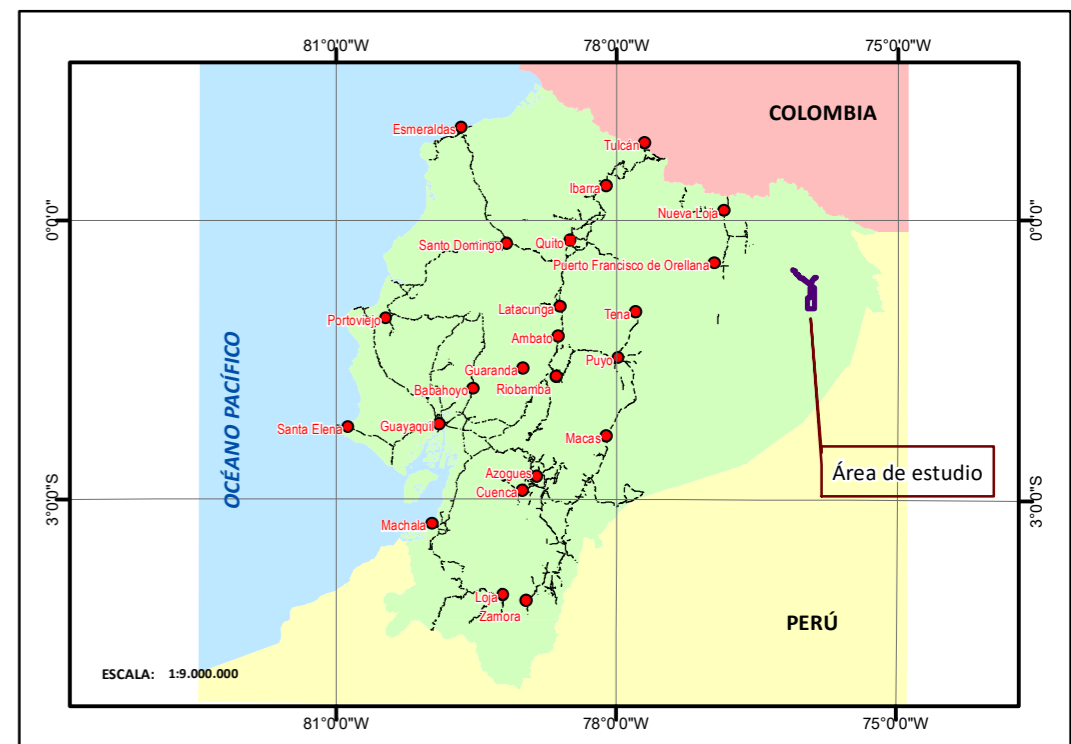 81°0'0"W
78°0'0"W
75°0'0"W
COLOMBIA
Esmeraldas
Tulcán
Ibarra
Nueva Loja
0°0'0"
0°0'0"
Santo Domingo
Quito
Puerto Francisco de Orellana
Latacunga
Tena
Portoviejo
Ambato
Puyo
Guaranda
Riobamba
Babahoyo
OCÉANO PACÍFICO
Santa Elena
Guayaquil
Macas
Área de estudio
Azogues
Cuenca
3°0'0"S
3°0'0"S
Machala
Loja
Zamora
PERÚ
ESCALA: 1:9.000.000
81°0'0"W
78°0'0"W
75°0'0"W